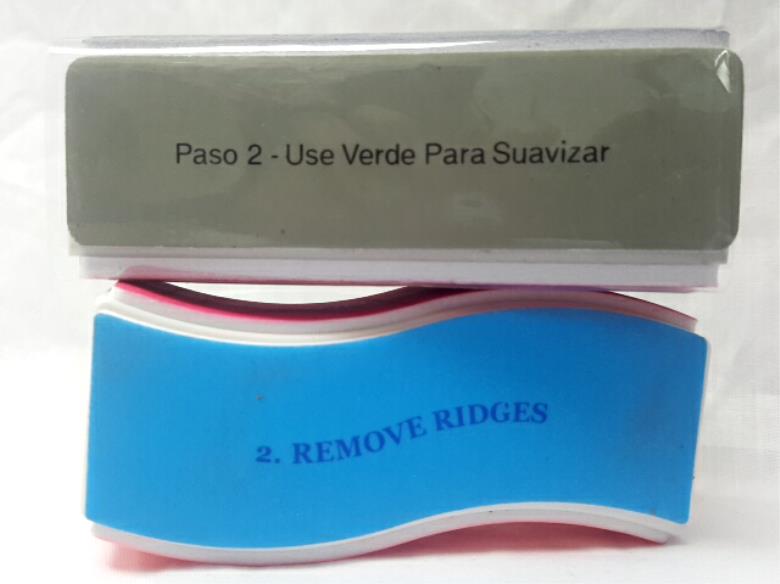 Paso 2 - Use Verde Para Suavizar
2. REMOVE RIDGES